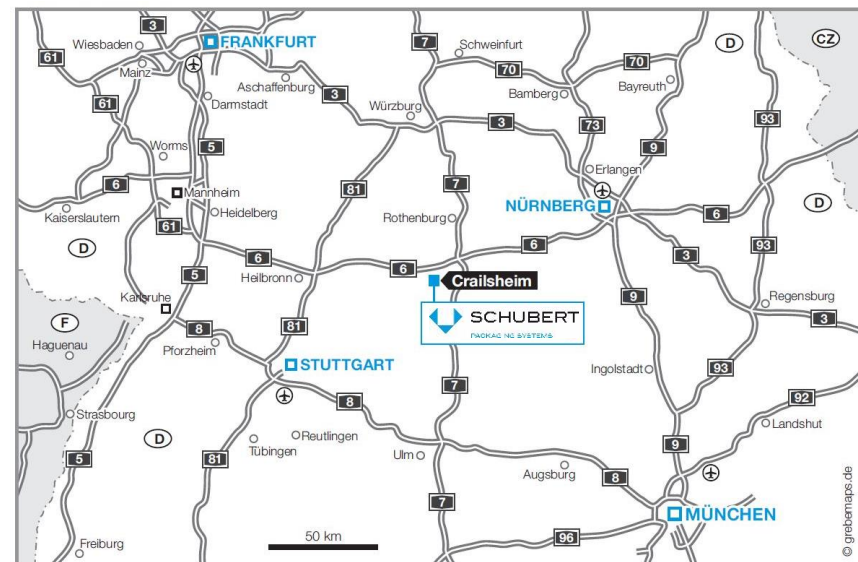 3
7
Schweinfurt
D
CZ
Wiesbaden
FRANKFURT
61
Mainz
70
70
Aschaffenburg
Bayreuth
Bamberg
3
61
Darmstadt
Würzburg
93
3
73
5
9
Worms
Erlangen
6
81
7
Mannheim
NÜRNBERG
Kaiserslautern
Heidelberg
Rothenburg
6
D
61
6
93
D
6
6
3
5
Heilbronn
Crailsheim
Karlsruhe
9
Regensburg
F
SCHUBERT
PACKAGING SYSTEMS
8
81
3
Haguenau
Pforzheim
STUTTGART
Ingolstadt
93
7
8
92
Strasbourg
Landshut
D
Reutlingen
9
Tübingen
5
81
Ulm
Augsburg
8
7
MÜNCHEN
50 km
96
Freiburg
© grebemaps.de